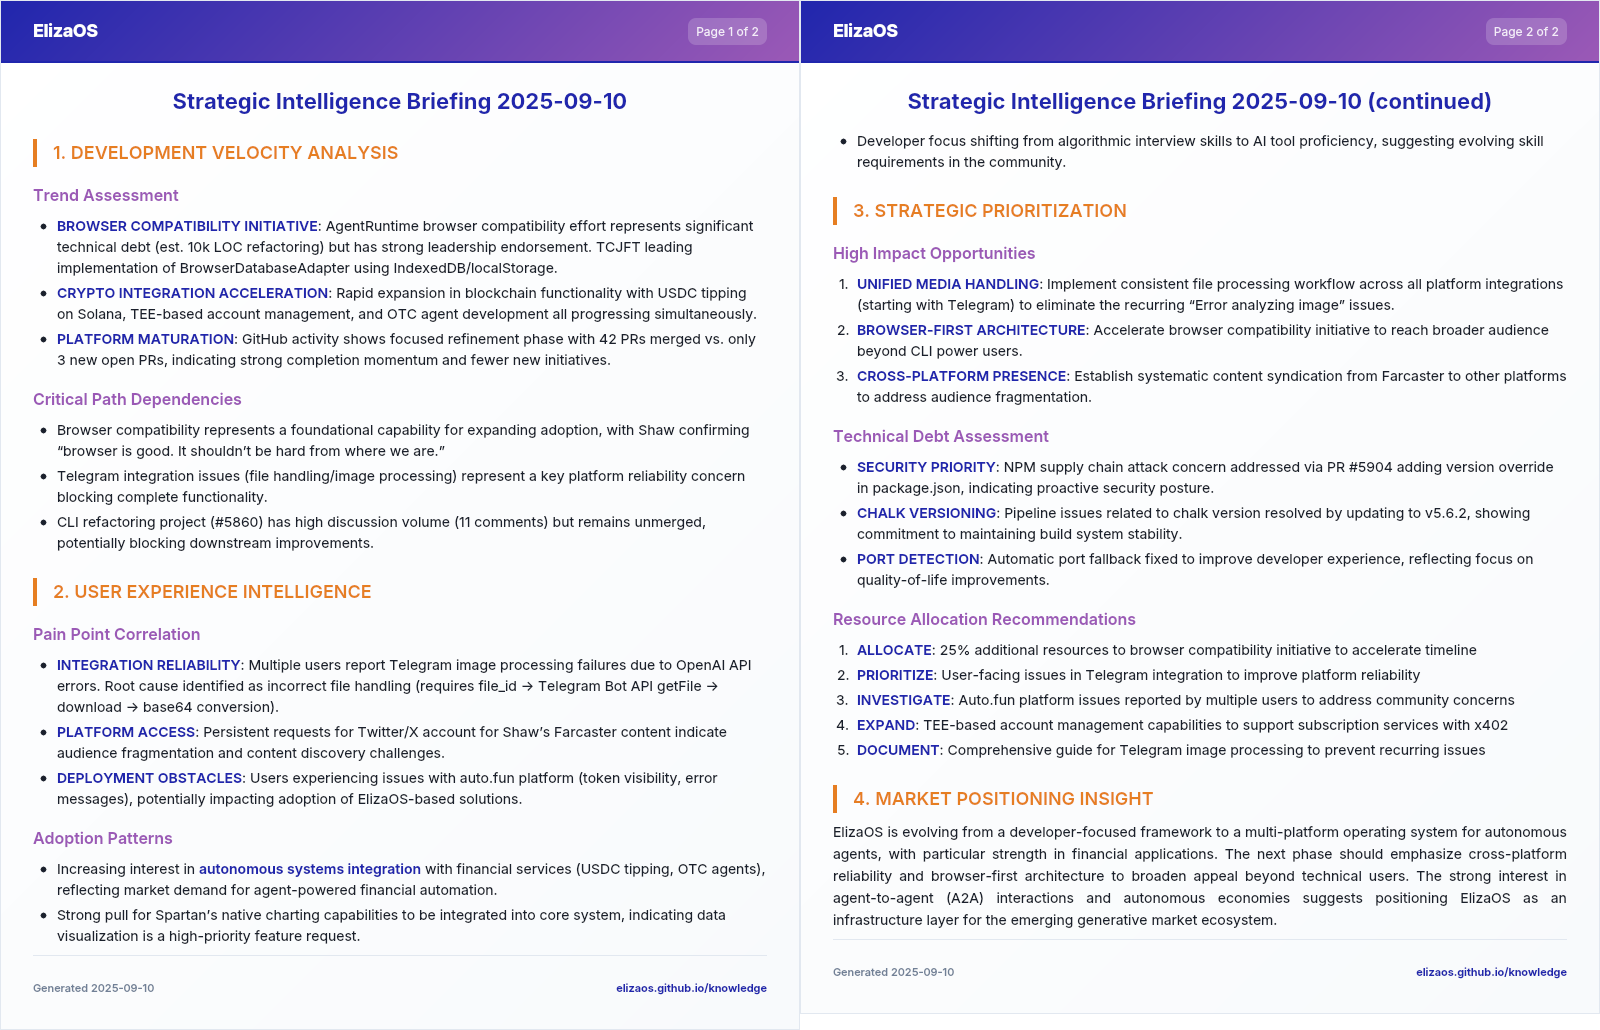 ElizaOS
Page 1 of 2
Strategic Intelligence Briefing 2025-09-10
1. DEVELOPMENT VELOCITY ANALYSIS
Trend Assessment
• BROWSER COMPATIBILITY INITIATIVE: AgentRuntime browser compatibility effort represents significant
technical debt (est. 10k LOC refactoring) but has strong leadership endorsement. TCJFT leading
implementation of BrowserDatabaseAdapter using IndexedDB/localStorage.
• CRYPTO INTEGRATION ACCELERATION: Rapid expansion in blockchain functionality with USDC tipping
on Solana, TEE-based account management, and OTC agent development all progressing simultaneously.
• PLATFORM MATURATION: GitHub activity shows focused refinement phase with 42 PRs merged vs. only
3 new open PRs, indicating strong completion momentum and fewer new initiatives.
Critical Path Dependencies
• Browser compatibility represents a foundational capability for expanding adoption, with Shaw confirming
“browser is good. It shouldn’t be hard from where we are.”
• Telegram integration issues (file handling/image processing) represent a key platform reliability concern
blocking complete functionality.
• CLI refactoring project (#5860) has high discussion volume (11 comments) but remains unmerged,
potentially blocking downstream improvements.
2. USER EXPERIENCE INTELLIGENCE
Pain Point Correlation
• INTEGRATION RELIABILITY: Multiple users report Telegram image processing failures due to OpenAI API
errors. Root cause identified as incorrect file handling (requires file_id → Telegram Bot API getFile →
download → base64 conversion).
• PLATFORM ACCESS: Persistent requests for Twitter/X account for Shaw’s Farcaster content indicate
audience fragmentation and content discovery challenges.
• DEPLOYMENT OBSTACLES: Users experiencing issues with auto.fun platform (token visibility, error
messages), potentially impacting adoption of ElizaOS-based solutions.
Adoption Patterns
• Increasing interest in autonomous systems integration with financial services (USDC tipping, OTC agents),
reflecting market demand for agent-powered financial automation.
• Strong pull for Spartan’s native charting capabilities to be integrated into core system, indicating data
visualization is a high-priority feature request.
Generated 2025-09-10
elizaos.github.io/knowledge
ElizaOS
Page 2 of 2
Strategic Intelligence Briefing 2025-09-10 (continued)
• Developer focus shifting from algorithmic interview skills to AI tool proficiency, suggesting evolving skill
requirements in the community.
3. STRATEGIC PRIORITIZATION
High Impact Opportunities
1. UNIFIED MEDIA HANDLING: Implement consistent file processing workflow across all platform integrations
(starting with Telegram) to eliminate the recurring “Error analyzing image” issues.
2. BROWSER-FIRST ARCHITECTURE: Accelerate browser compatibility initiative to reach broader audience
beyond CLI power users.
3. CROSS-PLATFORM PRESENCE: Establish systematic content syndication from Farcaster to other platforms
to address audience fragmentation.
Technical Debt Assessment
• SECURITY PRIORITY: NPM supply chain attack concern addressed via PR #5904 adding version override
in package.json, indicating proactive security posture.
• CHALK VERSIONING: Pipeline issues related to chalk version resolved by updating to v5.6.2, showing
commitment to maintaining build system stability.
• PORT DETECTION: Automatic port fallback fixed to improve developer experience, reflecting focus on
quality-of-life improvements.
Resource Allocation Recommendations
1. ALLOCATE: 25% additional resources to browser compatibility initiative to accelerate timeline
2. PRIORITIZE: User-facing issues in Telegram integration to improve platform reliability
3. INVESTIGATE: Auto.fun platform issues reported by multiple users to address community concerns
4. EXPAND: TEE-based account management capabilities to support subscription services with x402
5. DOCUMENT: Comprehensive guide for Telegram image processing to prevent recurring issues
4. MARKET POSITIONING INSIGHT
ElizaOS is evolving from a developer-focused framework to a multi-platform operating system for autonomous
agents, with particular strength in financial applications. The next phase should emphasize cross-platform
reliability and browser-first architecture to broaden appeal beyond technical users. The strong interest in
agent-to-agent (A2A) interactions and autonomous economies suggests positioning ElizaOS as an
infrastructure layer for the emerging generative market ecosystem.
Generated 2025-09-10
elizaos.github.io/knowledge